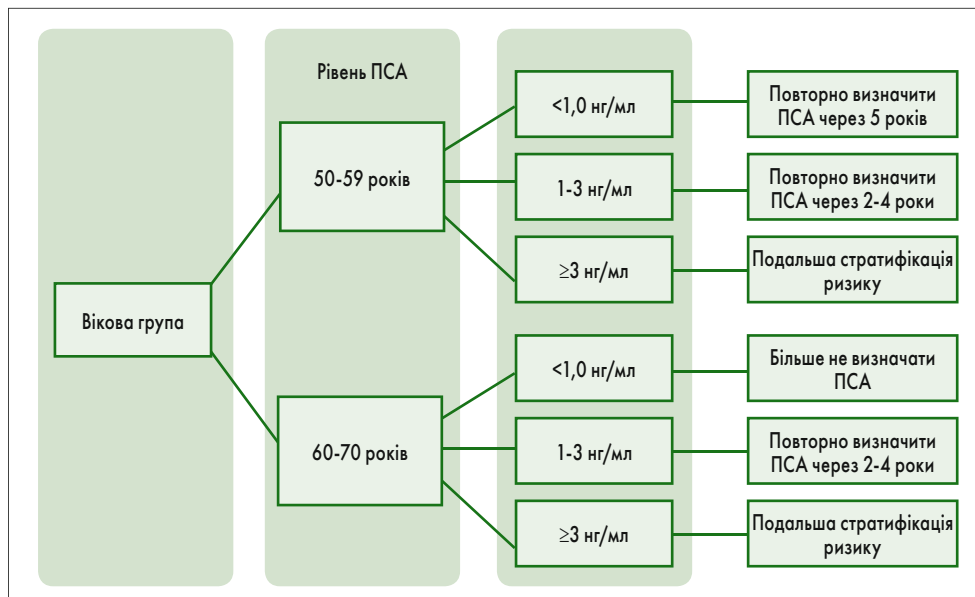 Рівень ПСА
Вікова група
50-59 років
<1,0 нг/мл
Повторно визначити
ПСА через 5 років
1-3 нг/мл
Повторно визначити
ПСА через 2-4 роки
≥3 нг/мл
Подальша стратифікація
ризику
60-70 років
<1,0 нг/мл
Більше не визначати
ПСА
1-3 нг/мл
Повторно визначити
ПСА через 2-4 роки
≥3 нг/мл
Подальша стратифікація
ризику